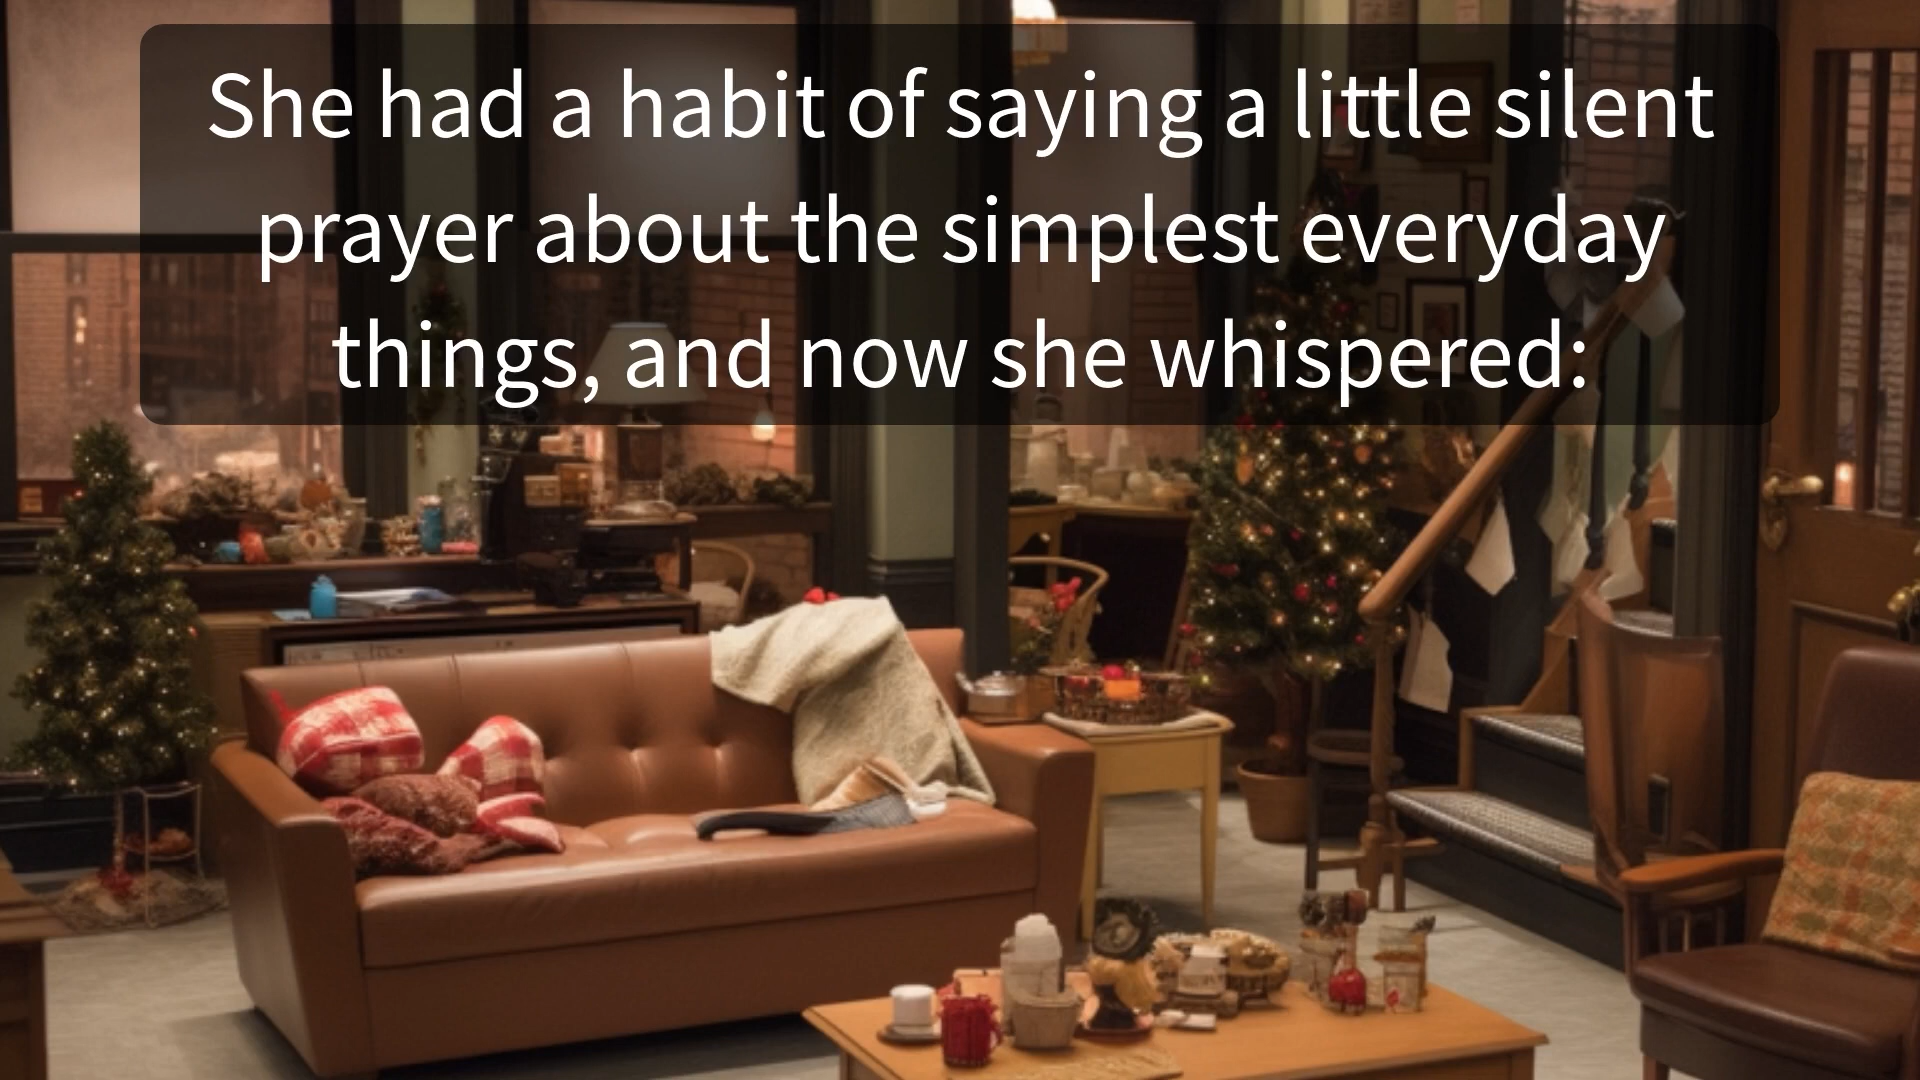 She had a habit of saying a little silent
prayer about the simplest everyday
things, and now she whispered: